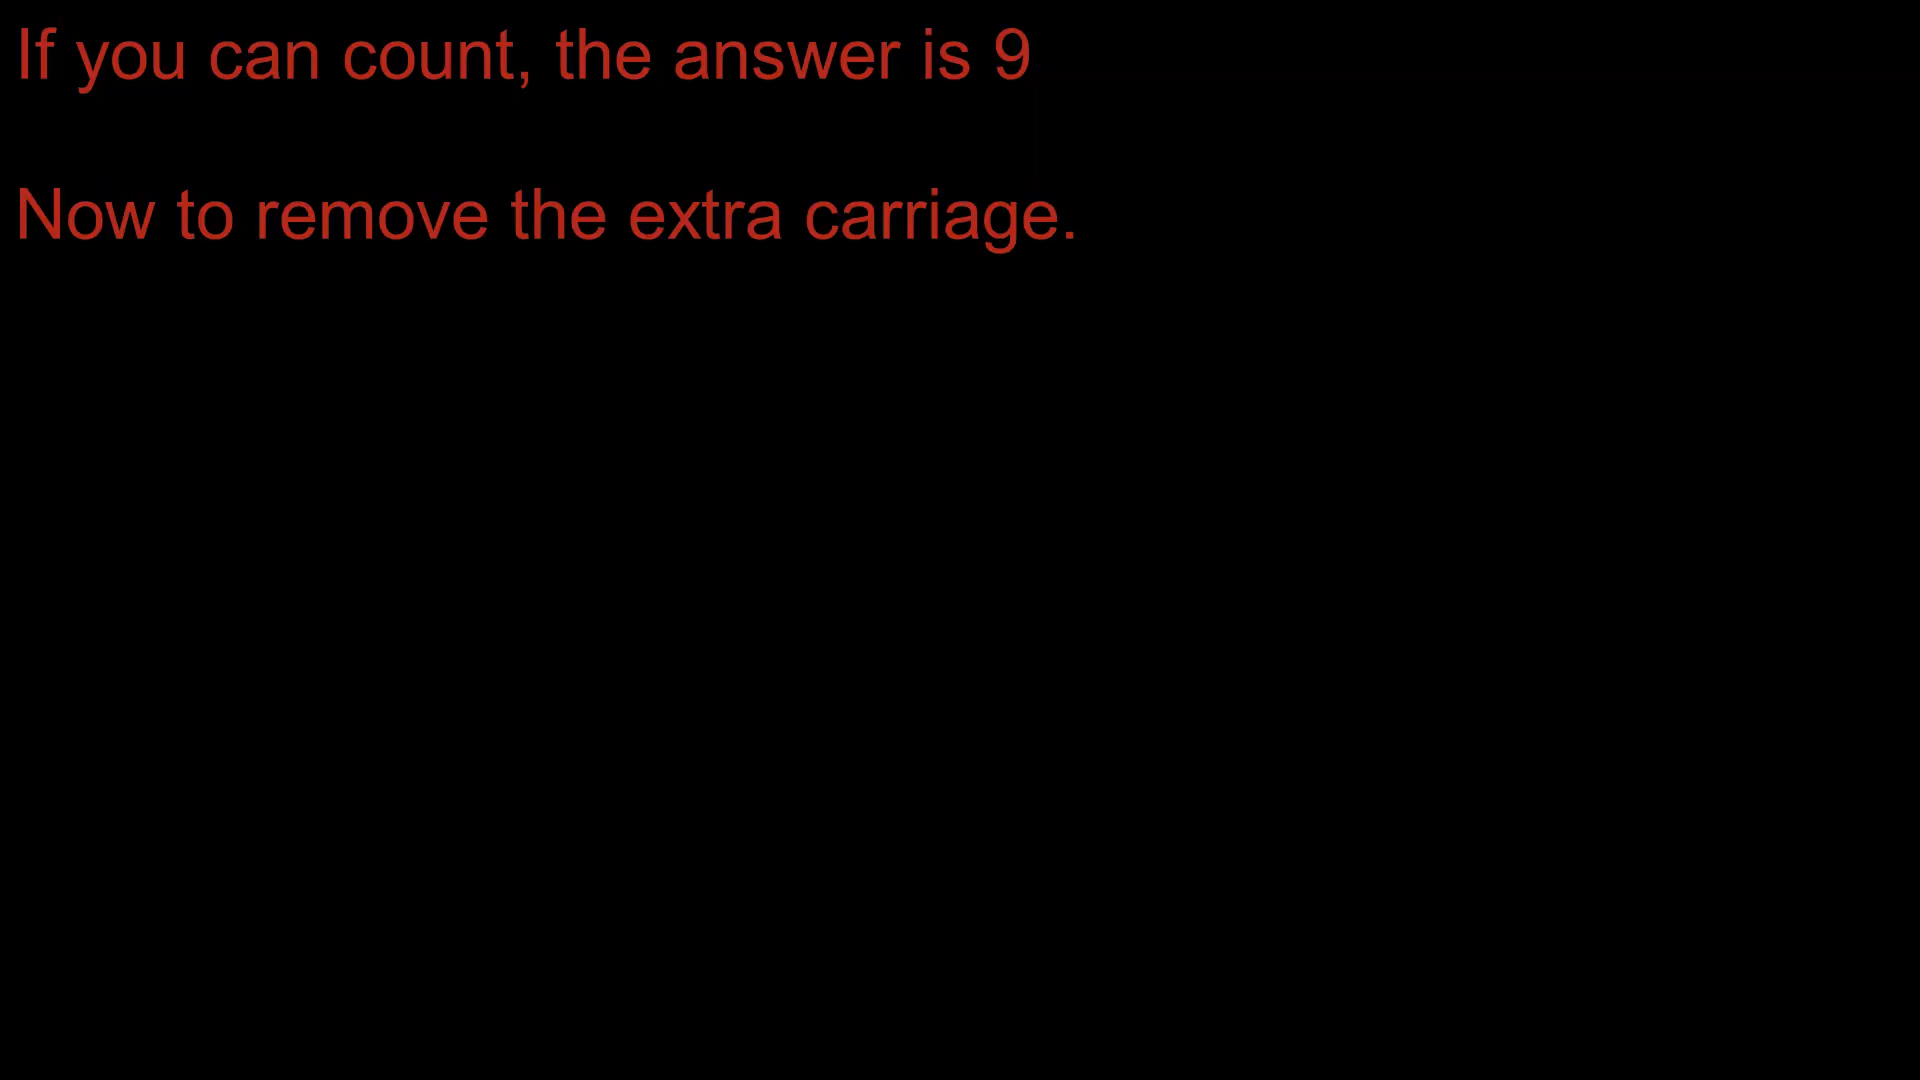 If you can count, the answer is 9
Now to remove the extra carriage.